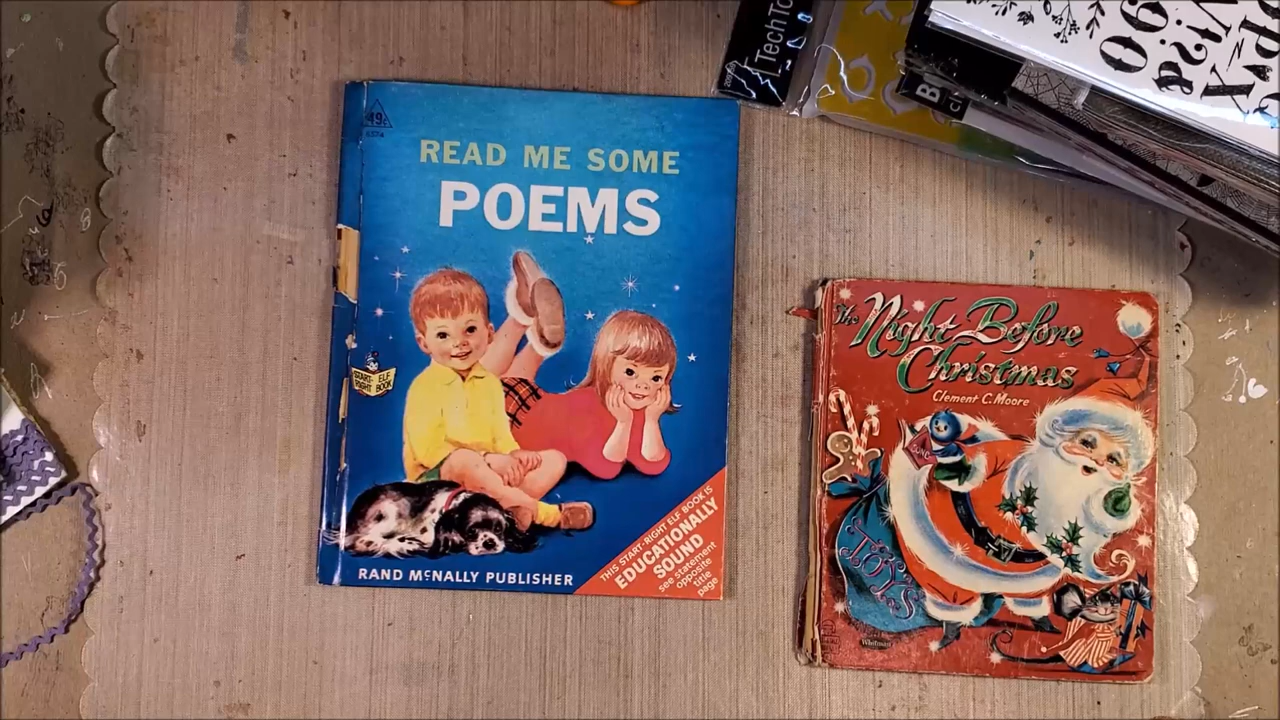 49¢
READ ME SOME
POEMS
START-RIGHT ELF BOOK
RAND McNALLY PUBLISHER
THIS START-RIGHT ELF BOOK IS
EDUCATIONALLY
SOUND
see statement
opposite
title
page
The Night Before
Christmas
Clement C. Moore
TOYS
Whitman